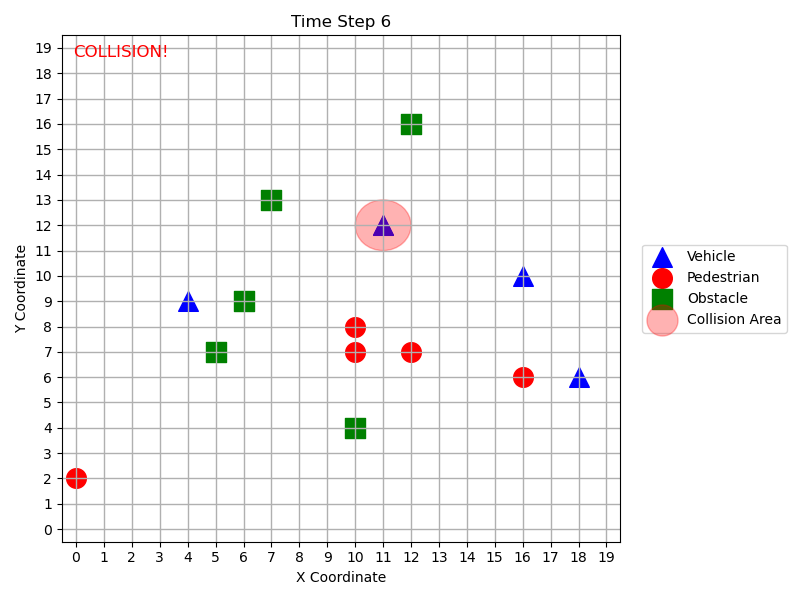 Time Step 6
COLLISION!
19
18
17
16
15
14
13
12
11
10
9
8
7
6
5
4
3
2
1
0
Y Coordinate
0 1 2 3 4 5 6 7 8 9 10 11 12 13 14 15 16 17 18 19
X Coordinate
Vehicle
Pedestrian
Obstacle
Collision Area